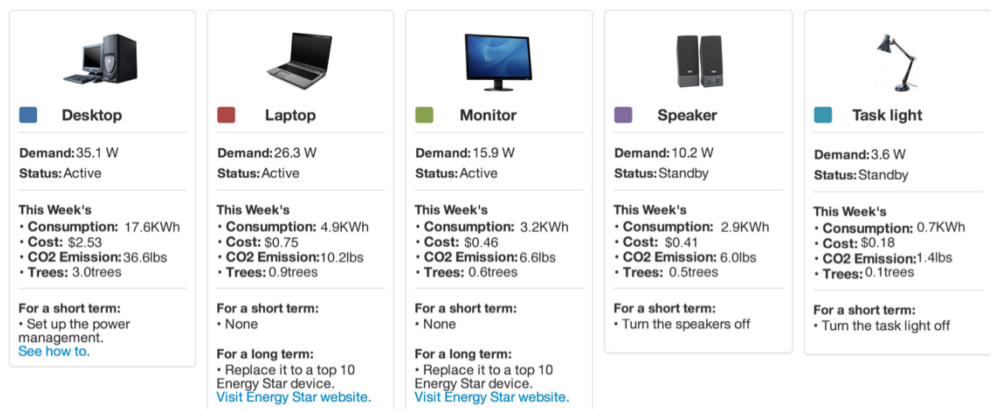 Desktop
Demand:35.1 W
Status:Active
This Week's
• Consumption: 17.6KWh
• Cost: $2.53
• CO2 Emission:36.6lbs
• Trees: 3.0trees
For a short term:
• Set up the power
management.
See how to.
Laptop
Demand:26.3 W
Status:Active
This Week's
• Consumption: 4.9KWh
• Cost: $0.75
• CO2 Emission:10.2lbs
• Trees: 0.9trees
For a short term:
• None
For a long term:
• Replace it to a top 10
Energy Star device.
Visit Energy Star website.
Monitor
Demand:15.9 W
Status:Active
This Week's
• Consumption: 3.2KWh
• Cost: $0.46
• CO2 Emission:6.6lbs
• Trees: 0.6trees
For a short term:
• None
For a long term:
• Replace it to a top 10
Energy Star device.
Visit Energy Star website.
Speaker
Demand:10.2 W
Status:Standby
This Week's
• Consumption: 2.9KWh
• Cost: $0.41
• CO2 Emission:6.0lbs
• Trees: 0.5trees
For a short term:
• Turn the speakers off
Task light
Demand:3.6 W
Status:Standby
This Week's
• Consumption: 0.7KWh
• Cost: $0.18
• CO2 Emission:1.4lbs
• Trees: 0.1trees
For a short term:
• Turn the task light off